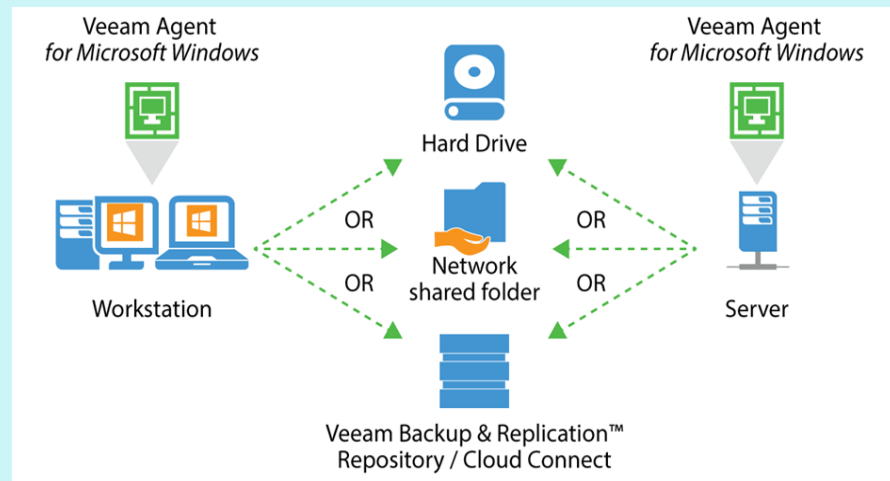 Veeam Agent
for Microsoft Windows
Veeam Agent
for Microsoft Windows
Hard Drive
OR
OR
Network
shared folder
OR
OR
Workstation
Server
Veeam Backup & Replication™
Repository / Cloud Connect